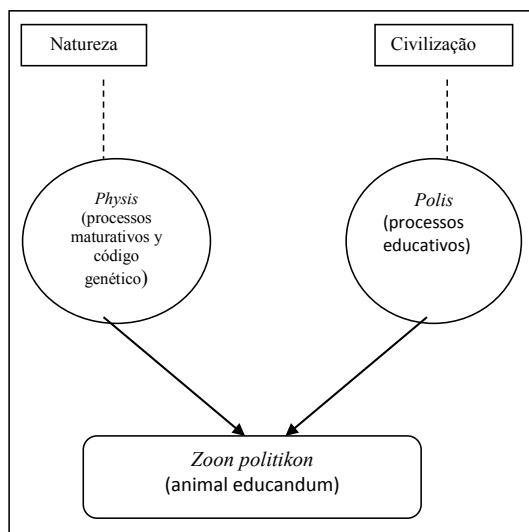 Natureza
Civilização
Physis
(processos
maturativos y
código
genético)
Polis
(processos
educativos)
Zoon politikon
(animal educandum)